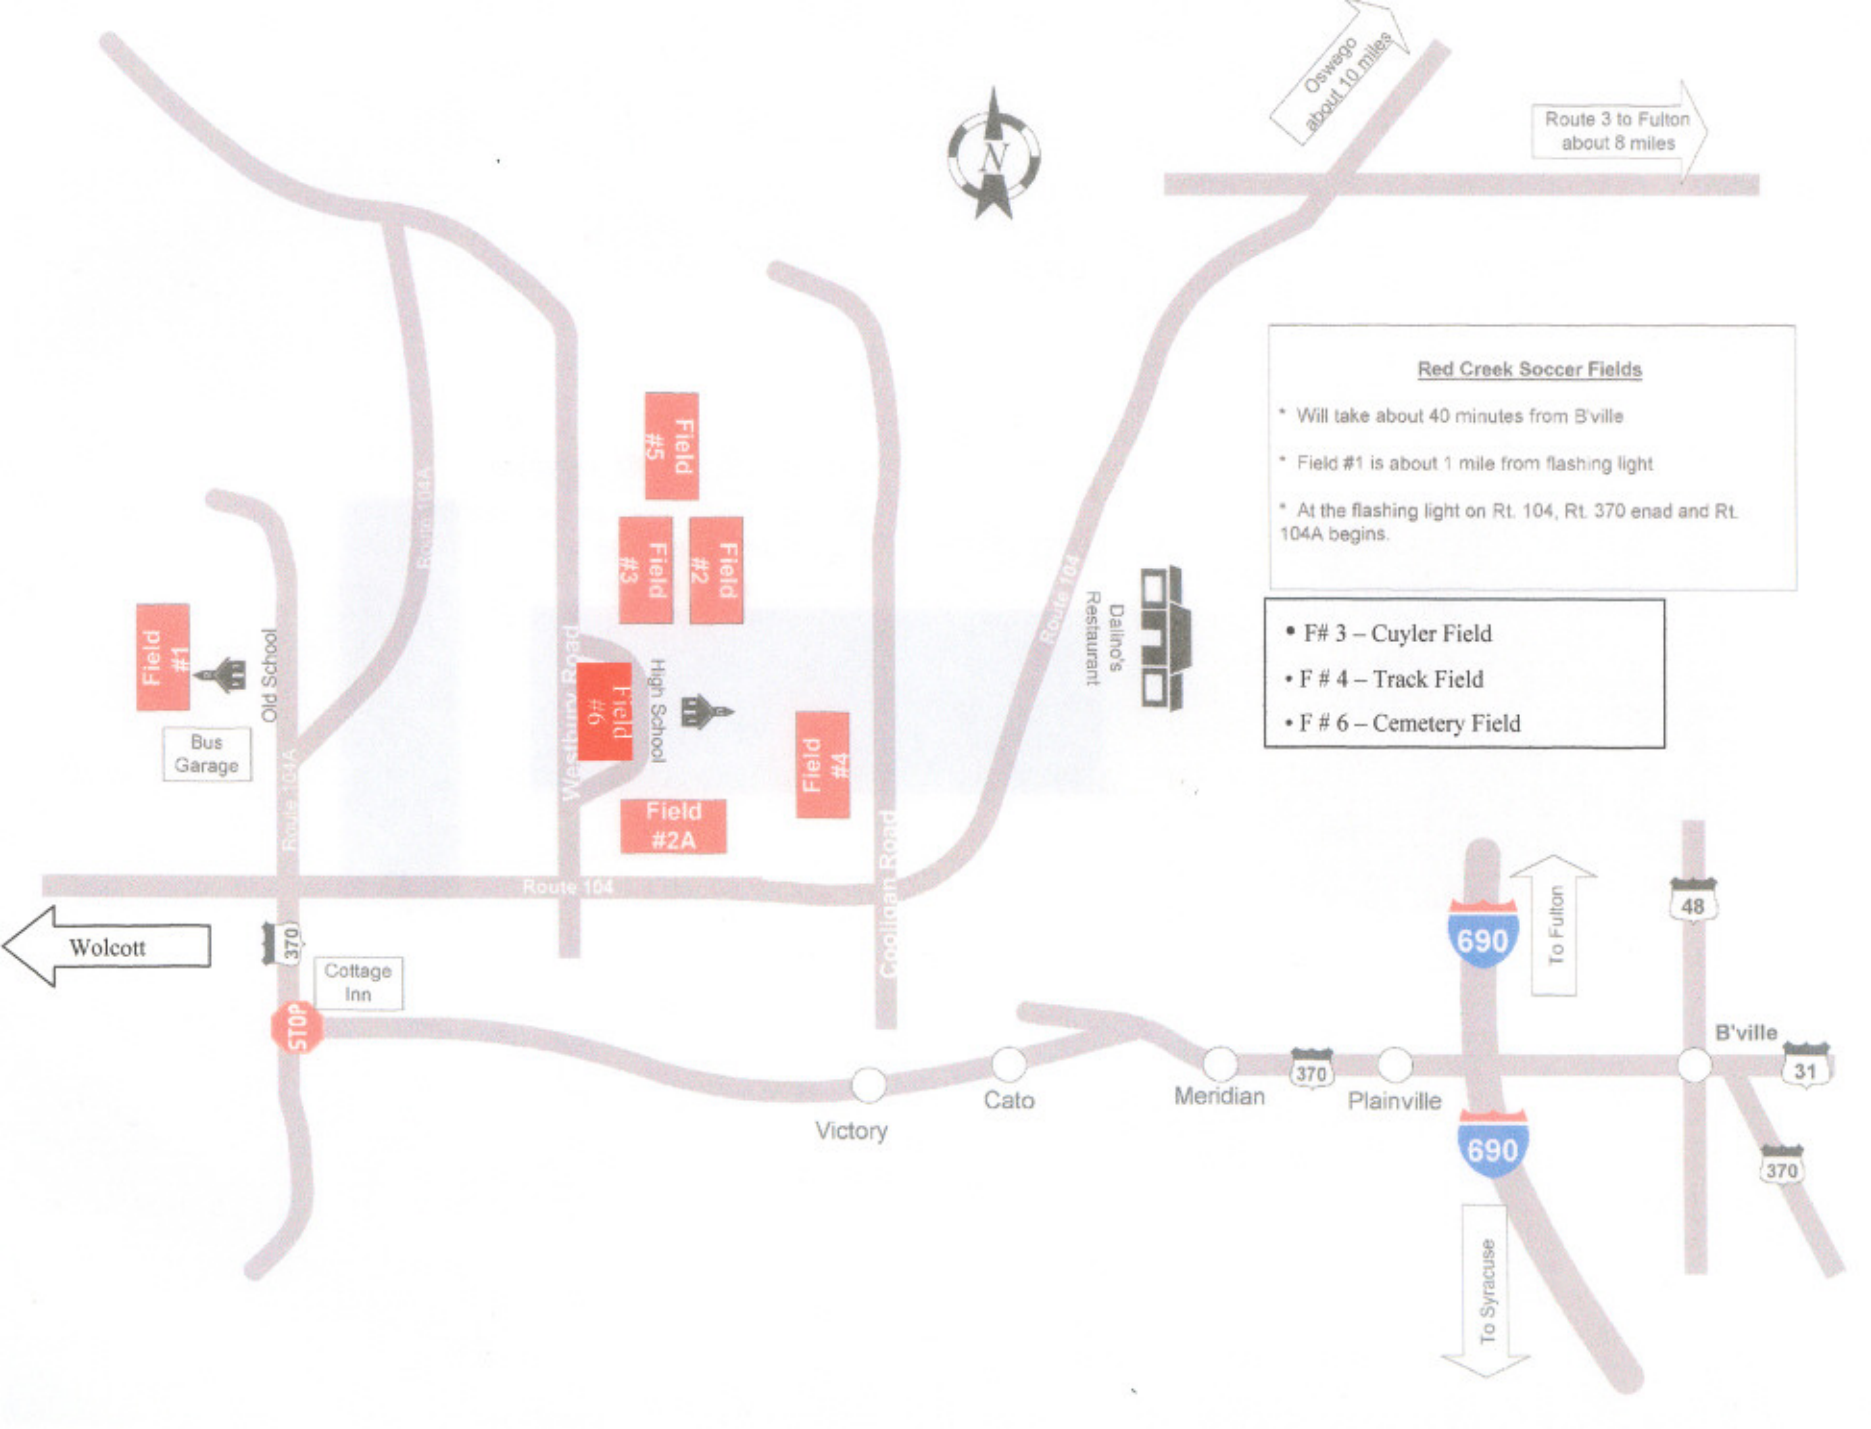 Oswego
about 10 miles
Route 3 to Fulton
about 8 miles
N
Red Creek Soccer Fields
* Will take about 40 minutes from B'ville
* Field #1 is about 1 mile from flashing light
* At the flashing light on Rt. 104, Rt. 370 enad and Rt.
104A begins.
• F# 3 – Cuyler Field
• F # 4 – Track Field
• F # 6 – Cemetery Field
Field
#5
Field
#3
Field
#2
Route 104A
Field
#1
Old School
Bus
Garage
Route 104A
Westbury Road
Field
#6
High School
Field
#4
Field
#2A
Route 104
Dalino's
Restaurant
Route 104
Cooligan Road
Wolcott
370
Cottage
Inn
STOP
Victory
Cato
Meridian
370
Plainville
690
To Fulton
48
B'ville
31
690
370
To Syracuse